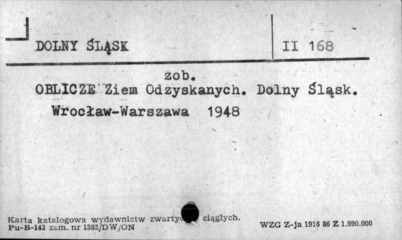 DOLNY ŚLĄSK
II 168
zob.
OBLICZE Ziem Odzyskanych. Dolny Śląsk.
Wrocław-Warszawa 1948
Karta katalogowa wydawnictw zwartych ciągłych.
Pu-B-143 zam. nr 1382/DW/ON
WZG Z-ja 1916 86 Z 1.990.000